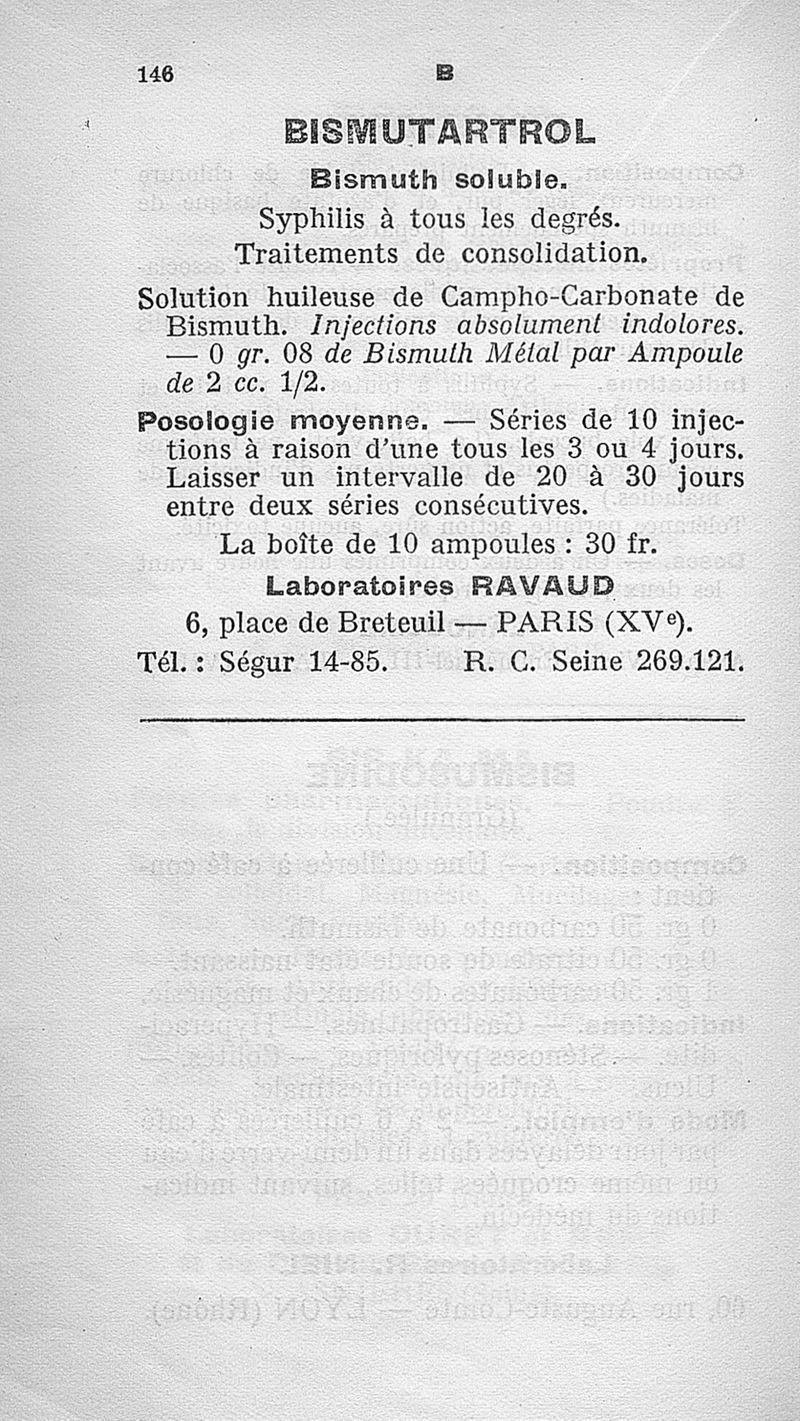 146
B
BISMUTARTROL
Bismuth soluble.
Syphilis à tous les degrés.
Traitements de consolidation.
Solution huileuse de Campho-Carbonate de
Bismuth. Injections absolument indolores.
— 0 gr. 08 de Bismuth Métal par Ampoule
de 2 cc. 1/2.
Posologie moyenne. — Séries de 10 injec-
tions à raison d'une tous les 3 ou 4 jours.
Laisser un intervalle de 20 à 30 jours
entre deux séries consécutives.
La boîte de 10 ampoules : 30 fr.
Laboratoires RAVAUD
6, place de Breteuil — PARIS (XVe).
Tél. : Ségur 14-85. R. C. Seine 269.121.